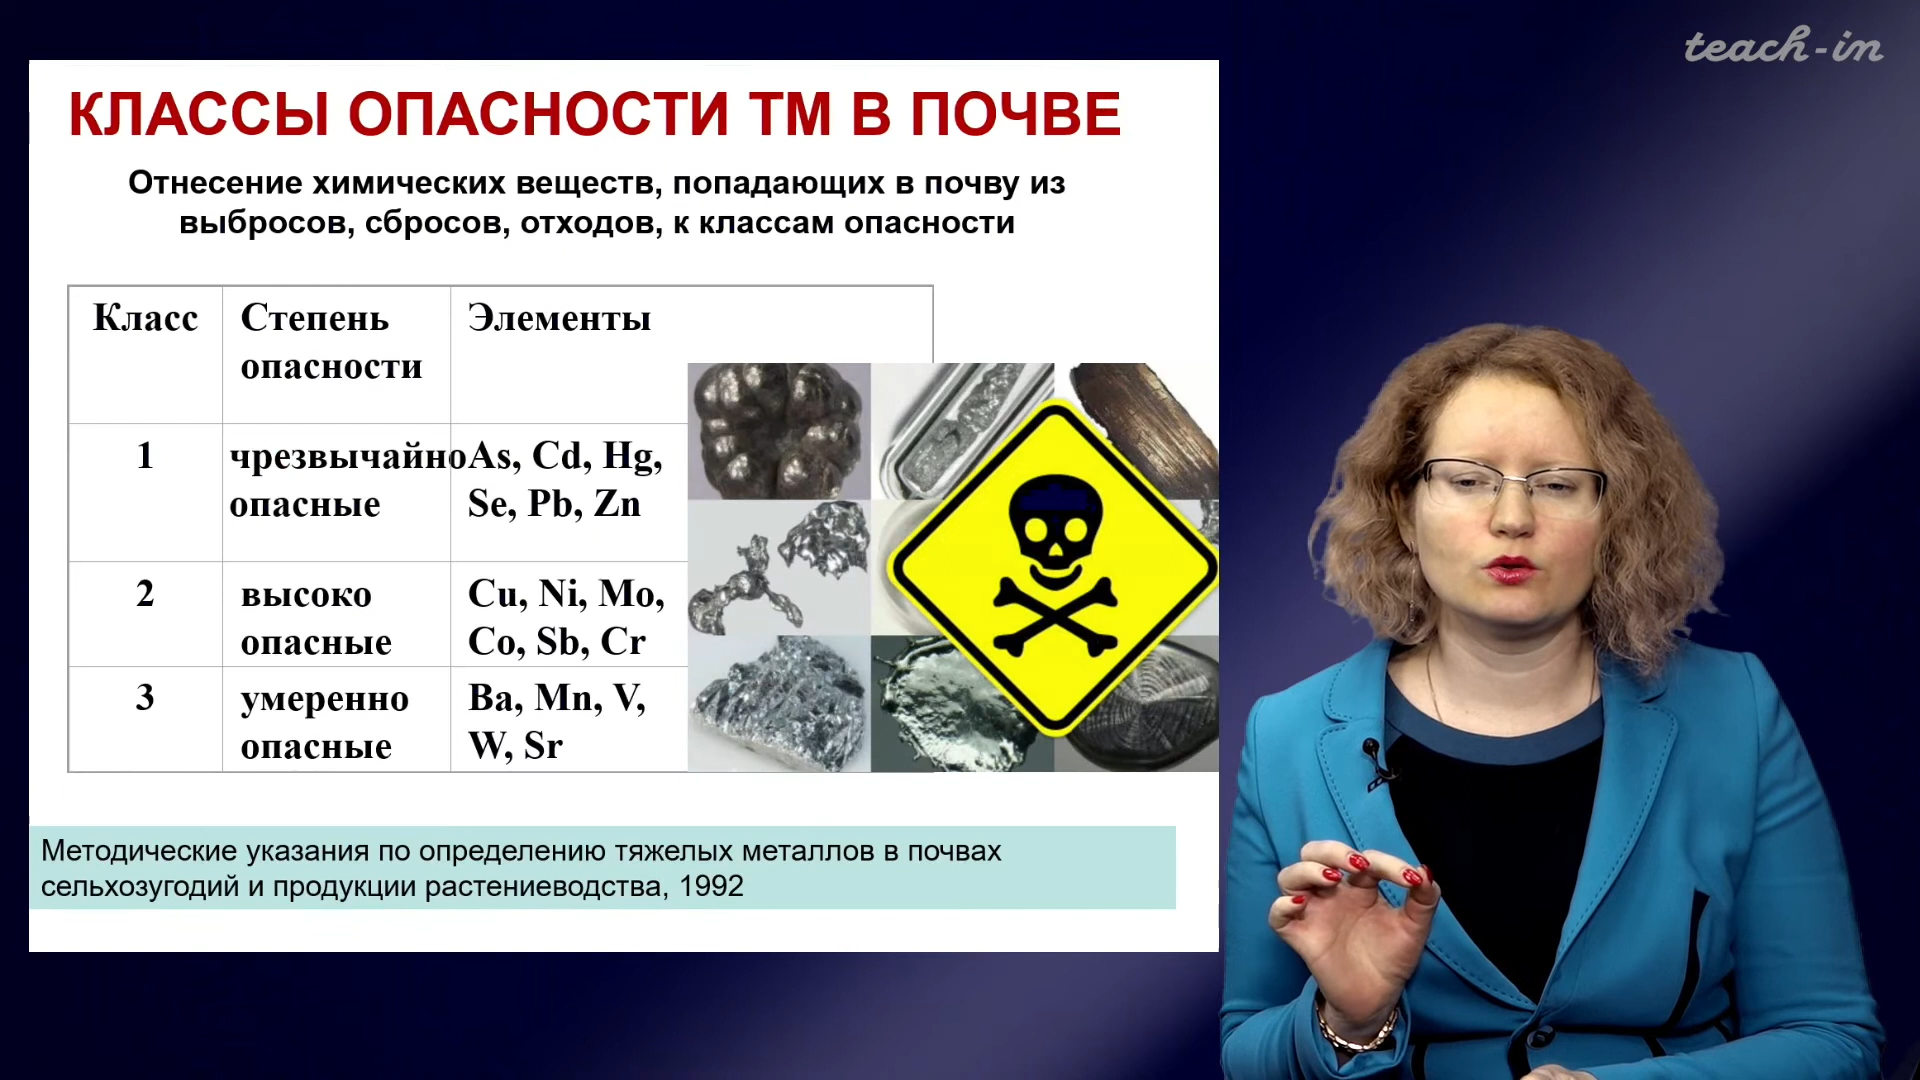 teach-in
КЛАССЫ ОПАСНОСТИ ТМ В ПОЧВЕ
Отнесение химических веществ, попадающих в почву из
выбросов, сбросов, отходов, к классам опасности
Класс
Степень
опасности
Элементы
1
чрезвычайно
опасные
As, Cd, Hg,
Se, Pb, Zn
2
высоко
опасные
Cu, Ni, Mo,
Co, Sb, Cr
3
умеренно
опасные
Ba, Mn, V,
W, Sr
Методические указания по определению тяжелых металлов в почвах
сельхозугодий и продукции растениеводства, 1992